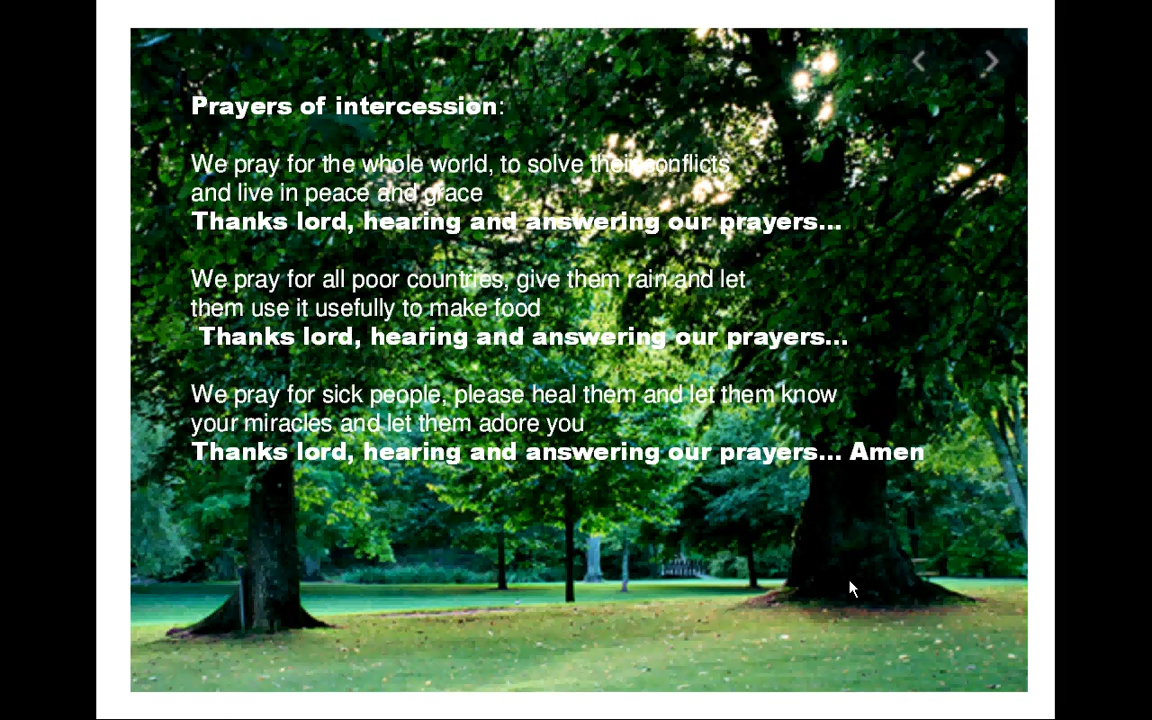 Prayers of intercession:
We pray for the whole world, to solve their conflicts
and live in peace and grace
Thanks lord, hearing and answering our prayers...
We pray for all poor countries, give them rain and let
them use it usefully to make food
Thanks lord, hearing and answering our prayers...
We pray for sick people, please heal them and let them know
your miracles and let them adore you
Thanks lord, hearing and answering our prayers... Amen